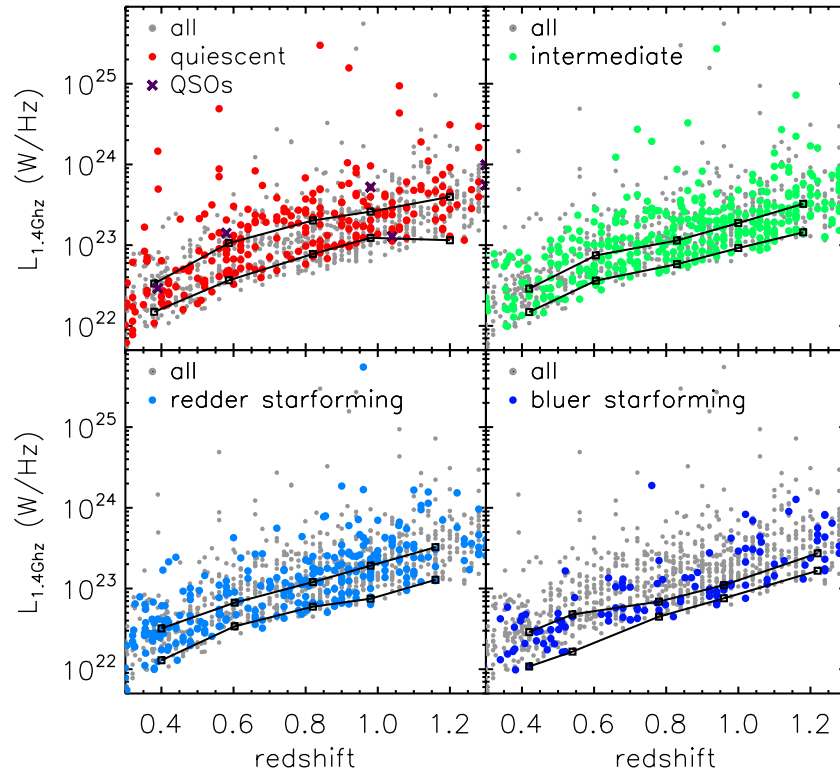 all
quiescent
QSOs
all
intermediate
10^25
10^24
10^23
10^22
L_1.4Ghz (W/Hz)
all
redder starforming
all
bluer starforming
10^25
10^24
10^23
10^22
L_1.4Ghz (W/Hz)
0.4 0.6 0.8 1.0 1.2
0.4 0.6 0.8 1.0 1.2
redshift
redshift